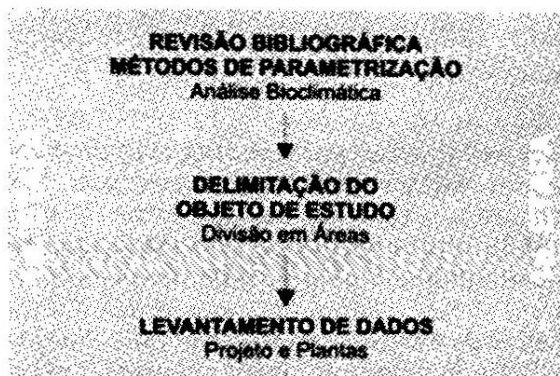 REVISÃO BIBLIOGRÁFICA
MÉTODOS DE PARAMETRIZAÇÃO
Análise Bioclimática
DELIMITAÇÃO DO
OBJETO DE ESTUDO
Divisão em Áreas
LEVANTAMENTO DE DADOS
Projeto e Plantas